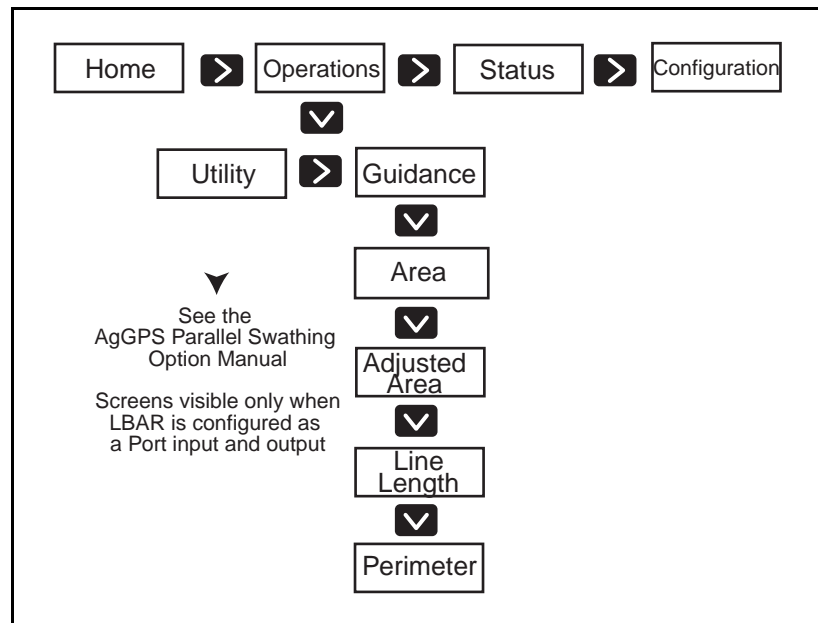 Home
Operations
Status
Configuration
Utility
Guidance
Area
See the
AgGPS Parallel Swathing
Option Manual
Adjusted
Area
Screens visible only when
LBAR is configured as
a Port input and output
Line
Length
Perimeter